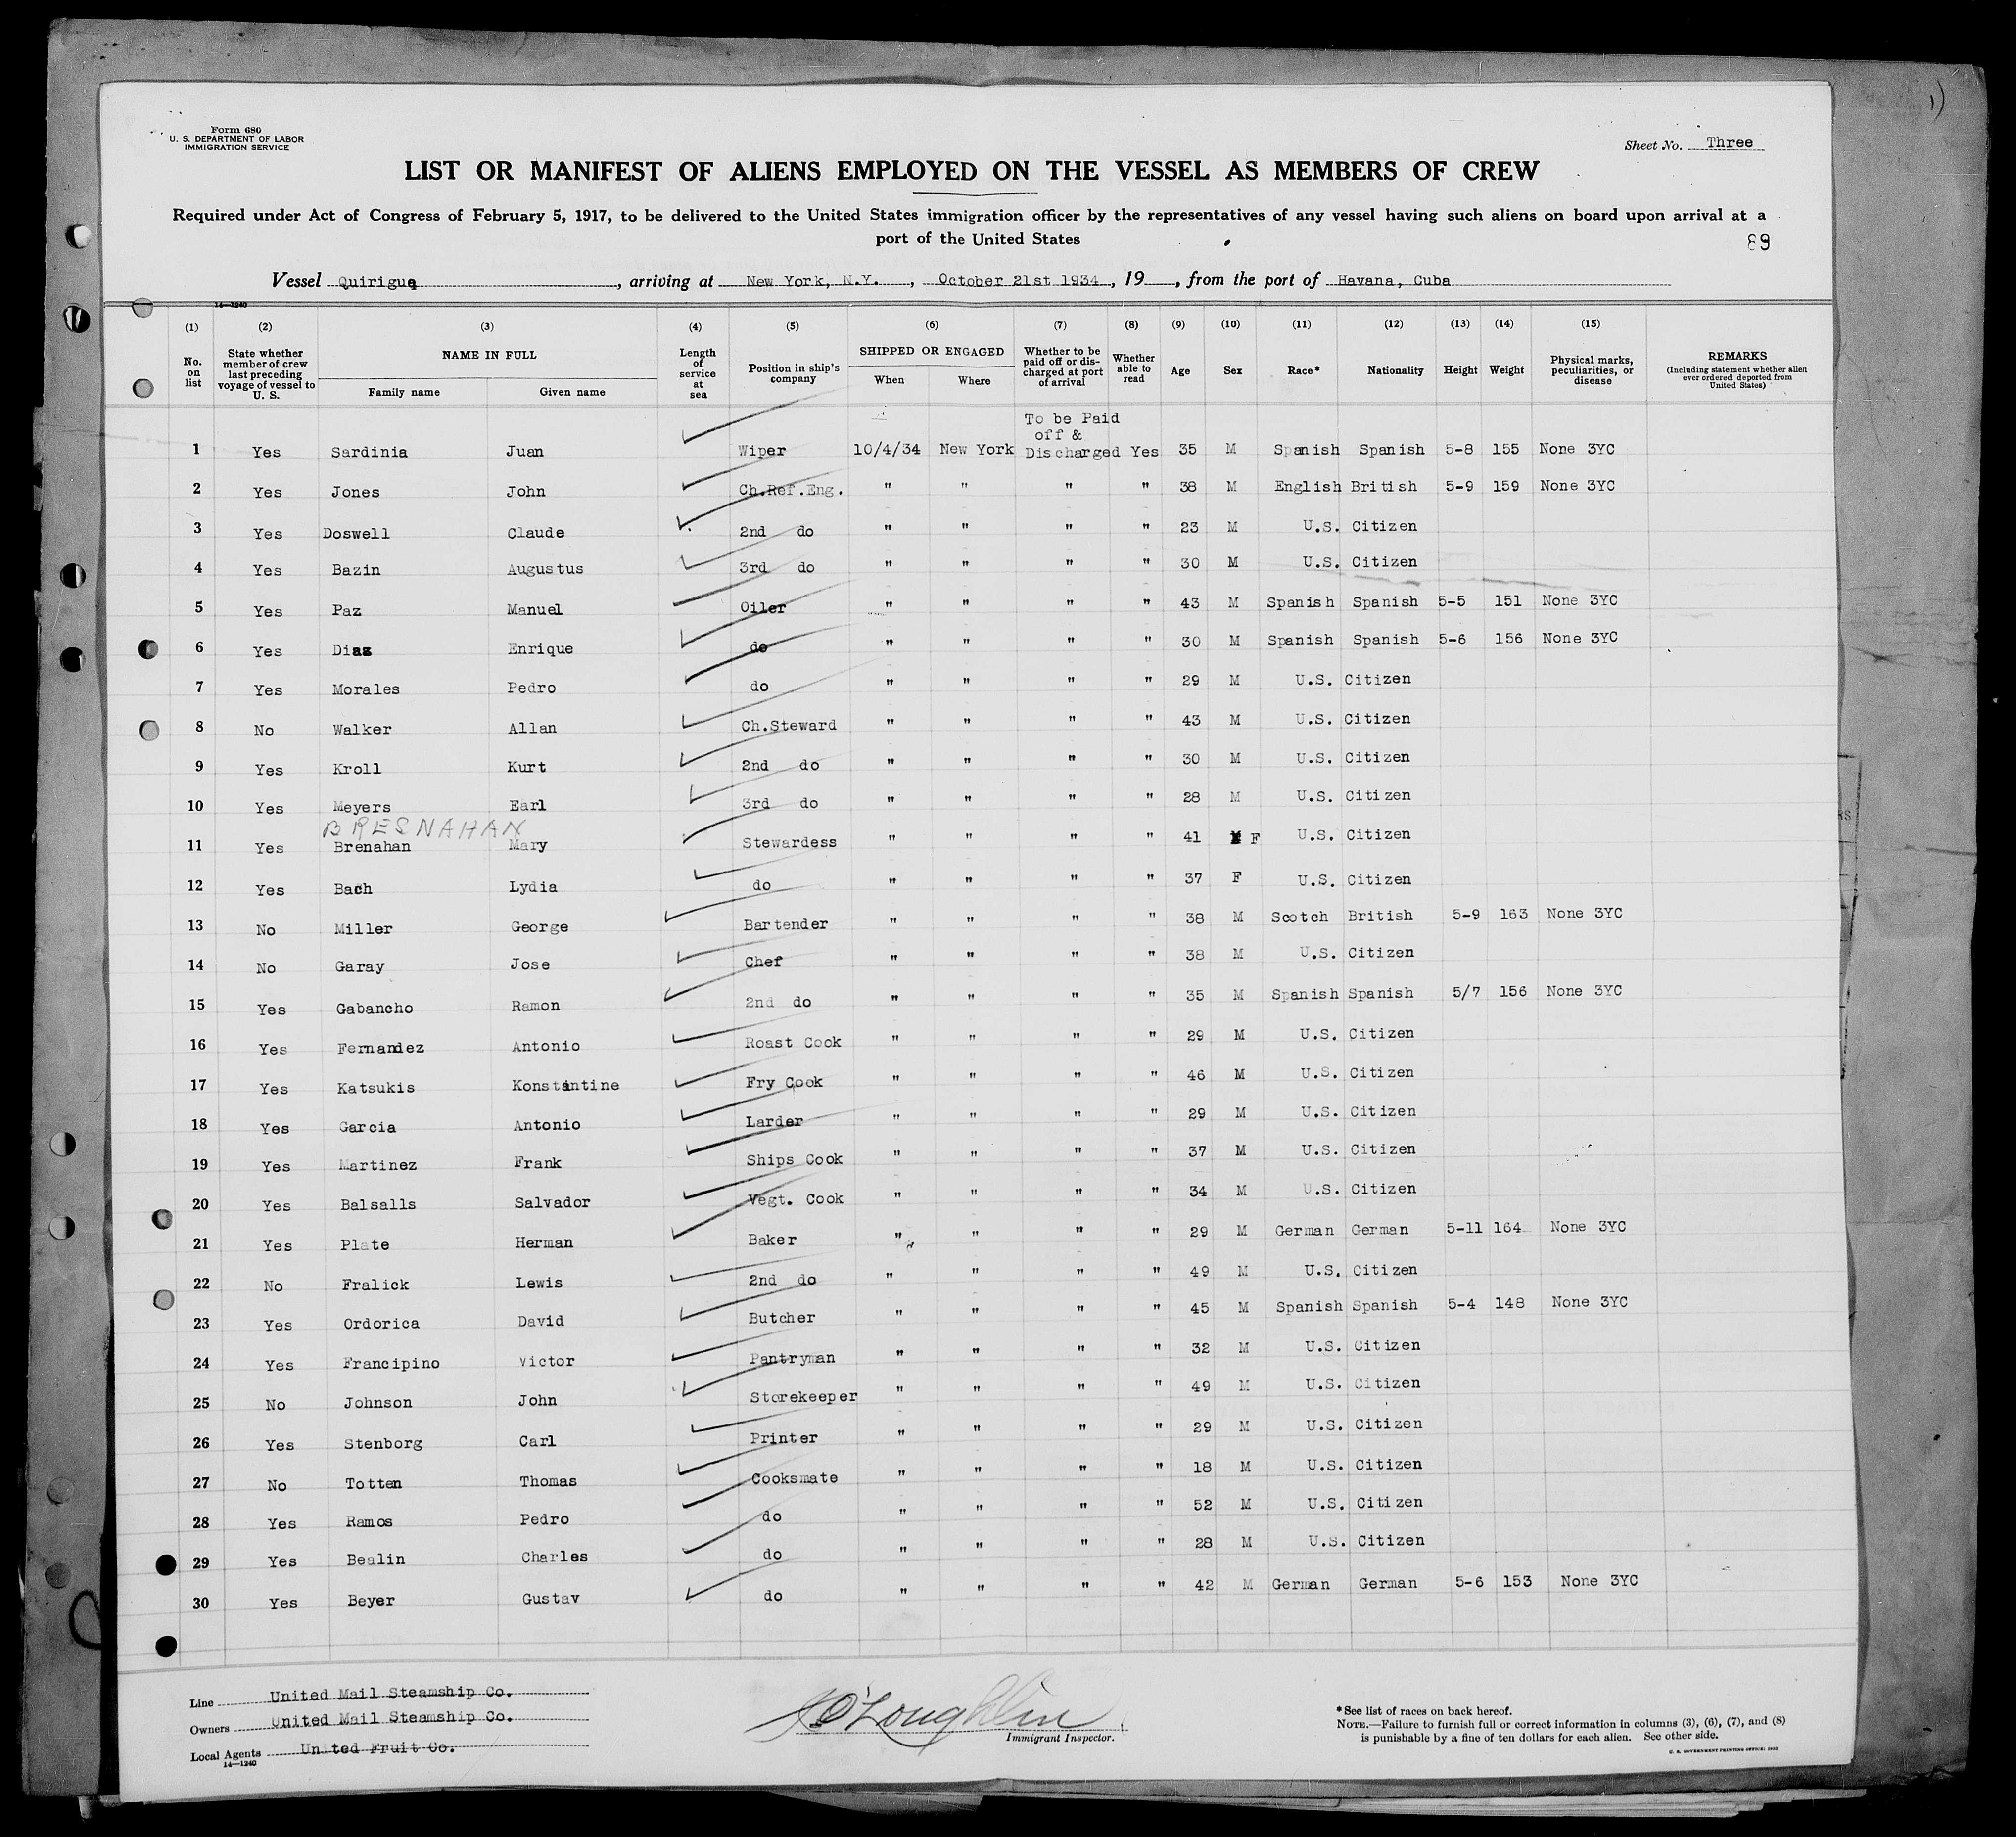 Form 680
U. S. DEPARTMENT OF LABOR
IMMIGRATION SERVICE
Sheet No. Three
LIST OR MANIFEST OF ALIENS EMPLOYED ON THE VESSEL AS MEMBERS OF CREW
Required under Act of Congress of February 5, 1917, to be delivered to the United States immigration officer by the representatives of any vessel having such aliens on board upon arrival at a
port of the United States
89
Vessel Quirigua, arriving at New York, N.Y., October 21st 1934, 19, from the port of Havana, Cuba
14—1240
(1) (2) (3) (4) (5) (6) (7) (8) (9) (10) (11) (12) (13) (14) (15)
No. on list
State whether member of crew last preceding voyage of vessel to U. S.
NAME IN FULL
Family name Given name
Length of service at sea
Position in ship's company
SHIPPED OR ENGAGED
When Where
Whether to be paid off or discharged at port of arrival
Whether able to read
Age Sex Race* Nationality Height Weight
Physical marks, peculiarities, or disease
REMARKS
(Including statement whether alien ever ordered deported from United States)
To be Paid
off &
1 Yes Sardinia Juan Wiper 10/4/34 New York Discharged Yes 35 M Spanish Spanish 5-8 155 None 3YC
2 Yes Jones John Ch.Ref.Eng. " " " " 38 M English British 5-9 159 None 3YC
3 Yes Doswell Claude 2nd do " " " " 23 M U.S. Citizen
4 Yes Bazin Augustus 3rd do " " " " 30 M U.S. Citizen
5 Yes Paz Manuel Oiler " " " " 43 M Spanish Spanish 5-5 151 None 3YC
6 Yes Diaz Enrique do " " " " 30 M Spanish Spanish 5-6 156 None 3YC
7 Yes Morales Pedro do " " " " 29 M U.S. Citizen
8 No Walker Allan Ch.Steward " " " " 43 M U.S. Citizen
9 Yes Kroll Kurt 2nd do " " " " 30 M U.S. Citizen
10 Yes Meyers Earl 3rd do " " " " 28 M U.S. Citizen
BRESNAHAN
11 Yes Brenahan Mary Stewardess " " " " 41 F U.S. Citizen
12 Yes Bach Lydia do " " " " 37 F U.S. Citizen
13 No Miller George Bartender " " " " 38 M Scotch British 5-9 163 None 3YC
14 No Garay Jose Chef " " " " 38 M U.S. Citizen
15 Yes Gabancho Ramon 2nd do " " " " 35 M Spanish Spanish 5/7 156 None 3YC
16 Yes Fernandez Antonio Roast Cook " " " " 29 M U.S. Citizen
17 Yes Katsukis Konstantine Fry Cook " " " " 46 M U.S. Citizen
18 Yes Garcia Antonio Larder " " " " 29 M U.S. Citizen
19 Yes Martinez Frank Ships Cook " " " " 37 M U.S. Citizen
20 Yes Balsalls Salvador Vegt. Cook " " " " 34 M U.S. Citizen
21 Yes Plate Herman Baker " " " " 29 M German German 5-11 164 None 3YC
22 No Fralick Lewis 2nd do " " " " 49 M U.S. Citizen
23 Yes Ordorica David Butcher " " " " 45 M Spanish Spanish 5-4 148 None 3YC
24 Yes Francipino Victor Pantryman " " " " 32 M U.S. Citizen
25 No Johnson John Storekeeper " " " " 49 M U.S. Citizen
26 Yes Stenborg Carl Printer " " " " 29 M U.S. Citizen
27 No Totten Thomas Cooksmate " " " " 18 M U.S. Citizen
28 Yes Ramos Pedro do " " " " 52 M U.S. Citizen
29 Yes Bealin Charles do " " " " 28 M U.S. Citizen
30 Yes Beyer Gustav do " " " " 42 M German German 5-6 153 None 3YC
Line United Mail Steamship Co.
Owners United Mail Steamship Co.
Local Agents United Fruit Co.
14—1240
O'Loughlin
Immigrant Inspector.
*See list of races on back hereof.
NOTE.—Failure to furnish full or correct information in columns (3), (6), (7), and (8)
is punishable by a fine of ten dollars for each alien. See other side.
U. S. GOVERNMENT PRINTING OFFICE: 1932